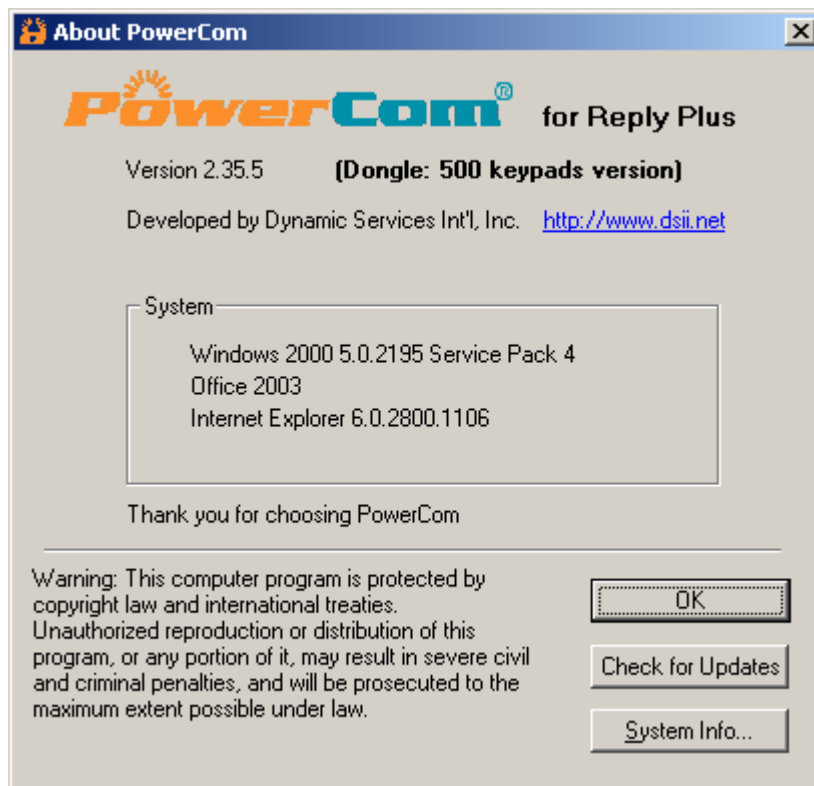 About PowerCom
PowerCom® for Reply Plus
Version 2.35.5 (Dongle: 500 keypads version)
Developed by Dynamic Services Int'l, Inc. http://www.dsii.net
System
Windows 2000 5.0.2195 Service Pack 4
Office 2003
Internet Explorer 6.0.2800.1106
Thank you for choosing PowerCom
Warning: This computer program is protected by
copyright law and international treaties.
Unauthorized reproduction or distribution of this
program, or any portion of it, may result in severe civil
and criminal penalties, and will be prosecuted to the
maximum extent possible under law.
OK
Check for Updates
System Info...